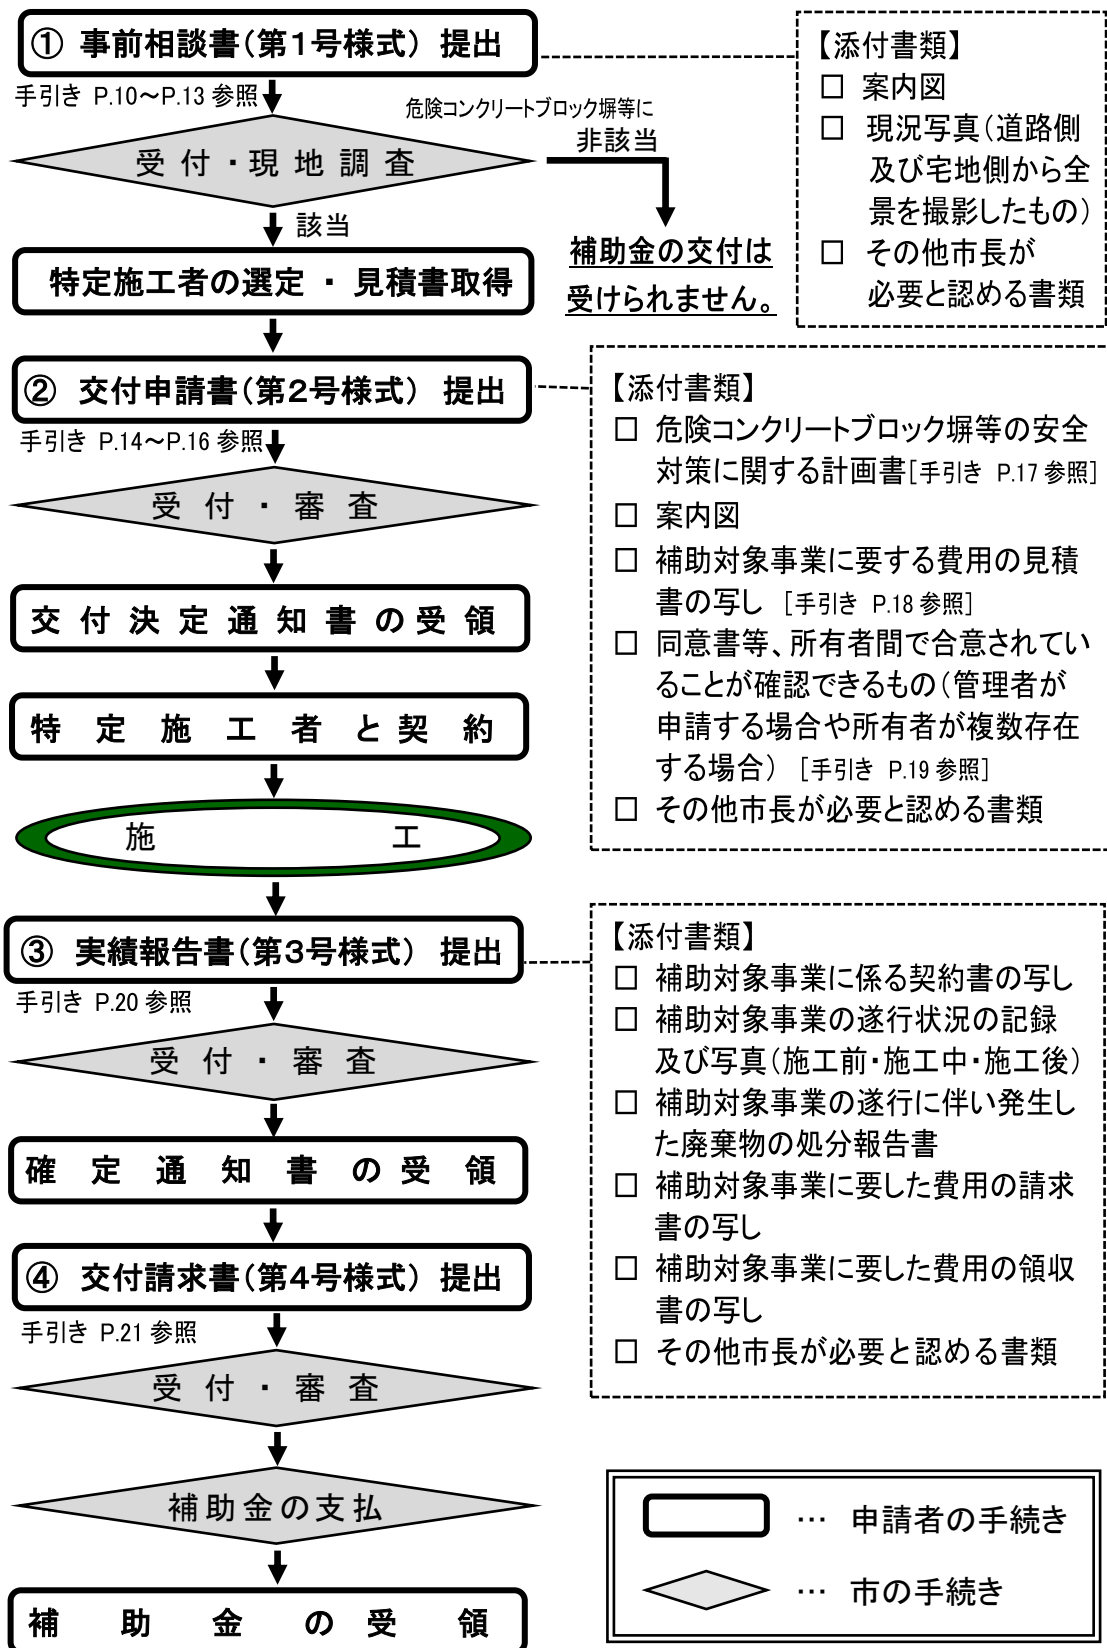 ① 事前相談書(第1号様式) 提出
【添付書類】
□ 案内図
□ 現況写真(道路側
及び宅地側から全
景を撮影したもの)
□ その他市長が
必要と認める書類
手引き P.10～P.13 参照
危険コンクリートブロック塀等に
非該当
受 付 ・ 現 地 調 査
該当
補助金の交付は
受けられません。
特定施工者の選定 ・ 見積書取得
② 交付申請書(第2号様式) 提出
【添付書類】
□ 危険コンクリートブロック塀等の安全
対策に関する計画書[手引き P.17 参照]
□ 案内図
□ 補助対象事業に要する費用の見積
書の写し [手引き P.18 参照]
□ 同意書等、所有者間で合意されてい
ることが確認できるもの(管理者が
申請する場合や所有者が複数存在
する場合) [手引き P.19 参照]
□ その他市長が必要と認める書類
手引き P.14～P.16 参照
受 付 ・ 審 査
交 付 決 定 通 知 書 の 受 領
特 定 施 工 者 と 契 約
施 工
③ 実績報告書(第3号様式) 提出
【添付書類】
□ 補助対象事業に係る契約書の写し
□ 補助対象事業の遂行状況の記録
及び写真(施工前・施工中・施工後)
□ 補助対象事業の遂行に伴い発生し
た廃棄物の処分報告書
□ 補助対象事業に要した費用の請求
書の写し
□ 補助対象事業に要した費用の領収
書の写し
□ その他市長が必要と認める書類
手引き P.20 参照
受 付 ・ 審 査
確 定 通 知 書 の 受 領
④ 交付請求書(第4号様式) 提出
手引き P.21 参照
受 付 ・ 審 査
補助金の支払
補 助 金 の 受 領
… 申請者の手続き
… 市の手続き